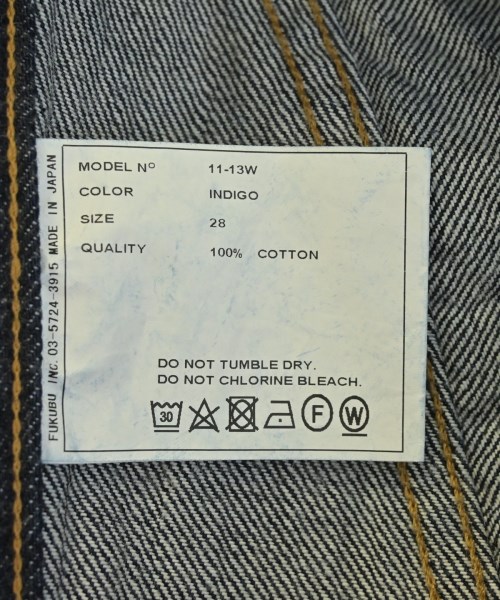 MODEL Nº 11-13W
COLOR INDIGO
SIZE 28
QUALITY 100% COTTON
DO NOT TUMBLE DRY.
DO NOT CHLORINE BLEACH.
30 F W
FUKUBU INC. 03-5724-3915 MADE IN JAPAN